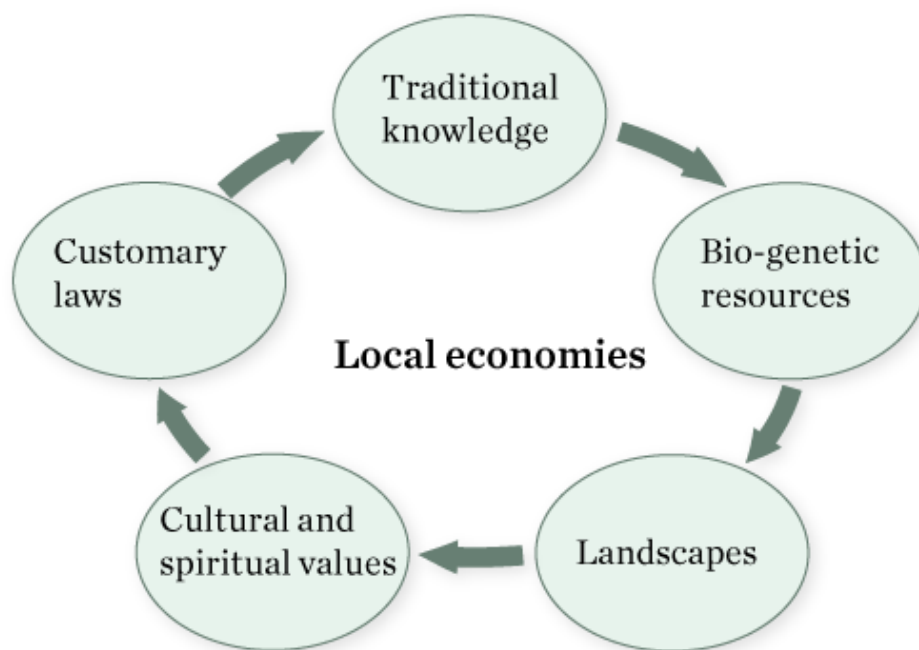 Traditional
knowledge
Bio-genetic
resources
Landscapes
Cultural and
spiritual values
Customary
laws
Local economies